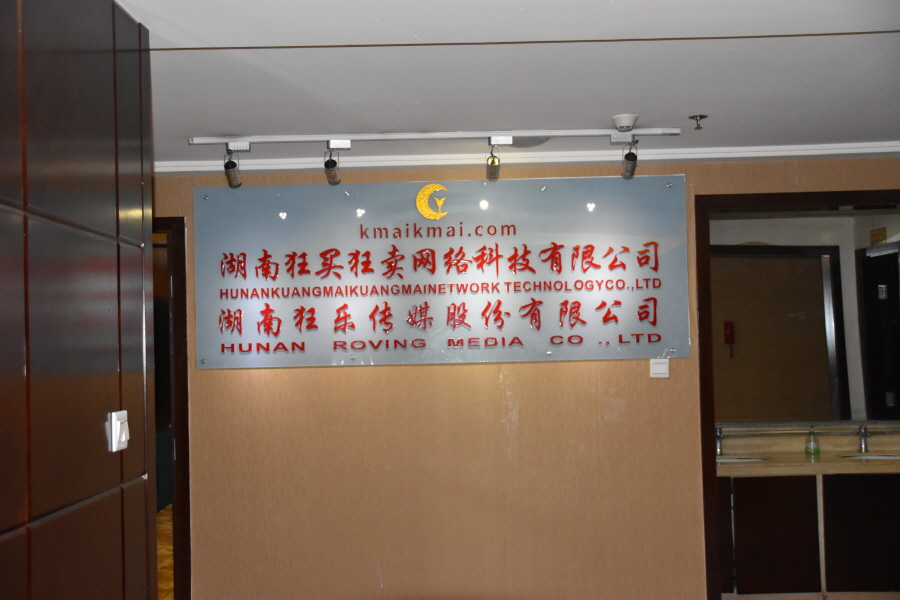 kmaikmai.com
湖南狂买狂卖网络科技有限公司
HUNANKUANGMAIKUANGMAINETWORK TECHNOLOGYCO.,LTD
湖南狂乐传媒股份有限公司
HUNAN ROVING MEDIA CO .,LTD